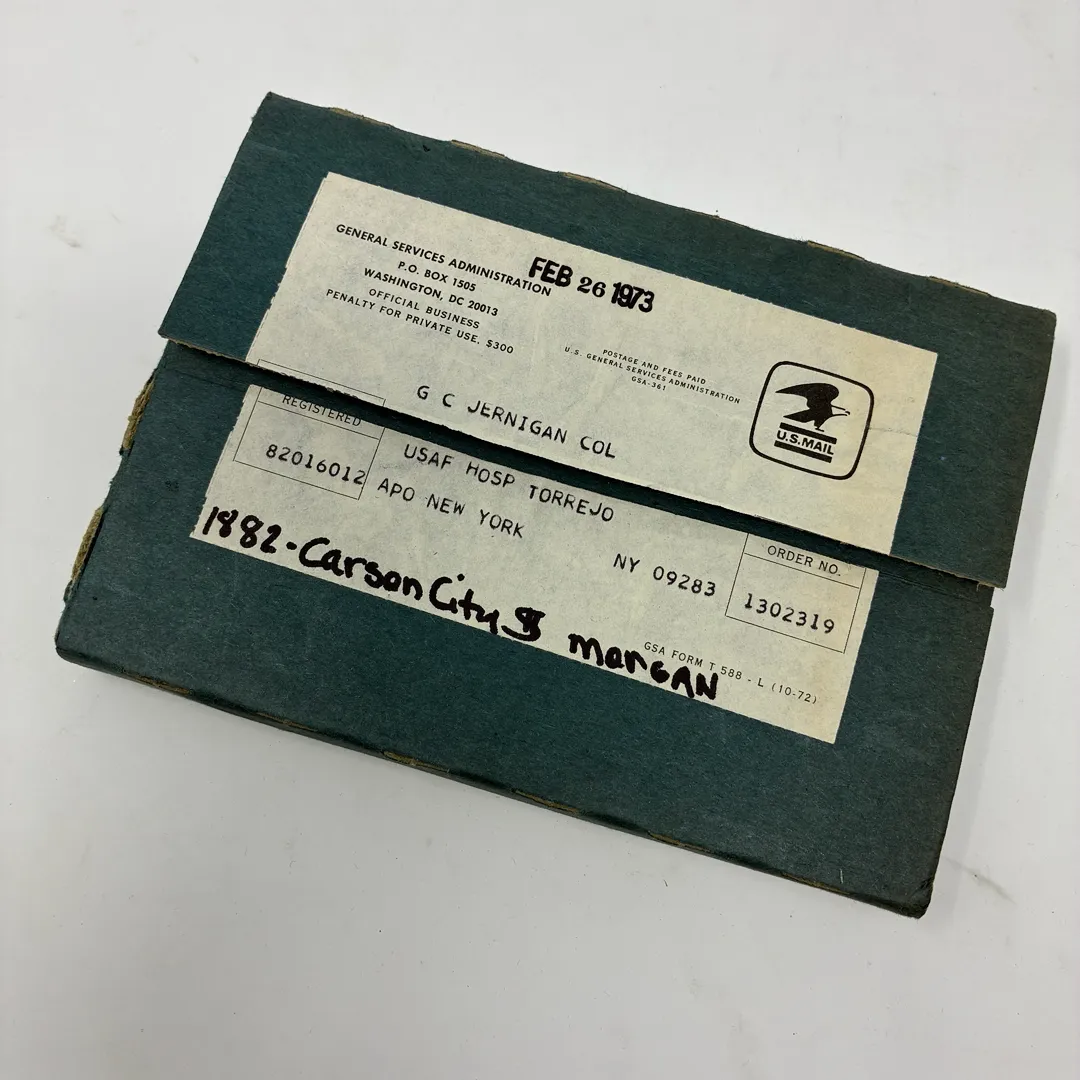 GENERAL SERVICES ADMINISTRATION
P.O. BOX 1505
WASHINGTON, DC 20013
OFFICIAL BUSINESS
PENALTY FOR PRIVATE USE, $300
FEB 26 1973
POSTAGE AND FEES PAID
U.S. GENERAL SERVICES ADMINISTRATION
GSA-361
U.S.MAIL
REGISTERED
82016012
G C JERNIGAN COL
USAF HOSP TORREJO
APO NEW YORK
NY 09283
ORDER NO.
1302319
1882-Carson City $ morgAN
GSA FORM T 588 - L (10-72)